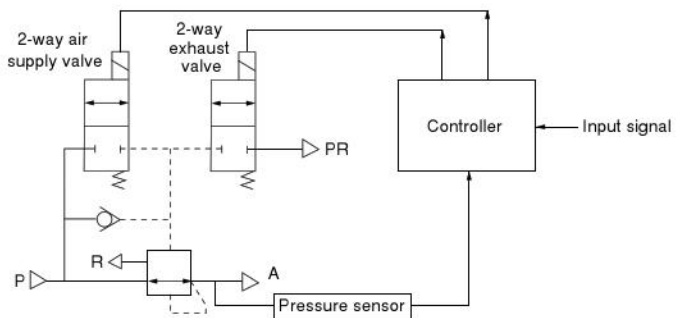 2-way air
supply valve
2-way
exhaust
valve
Controller
Input signal
PR
R
P
A
Pressure sensor